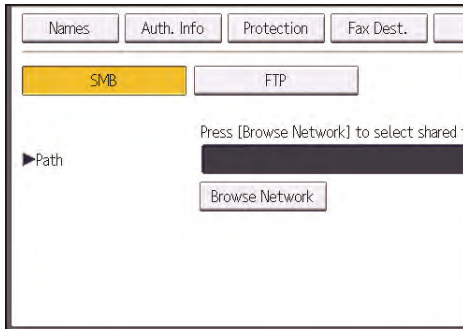 Names Auth. Info Protection Fax Dest.
SMB FTP
Press [Browse Network] to select shared
▶Path
Browse Network